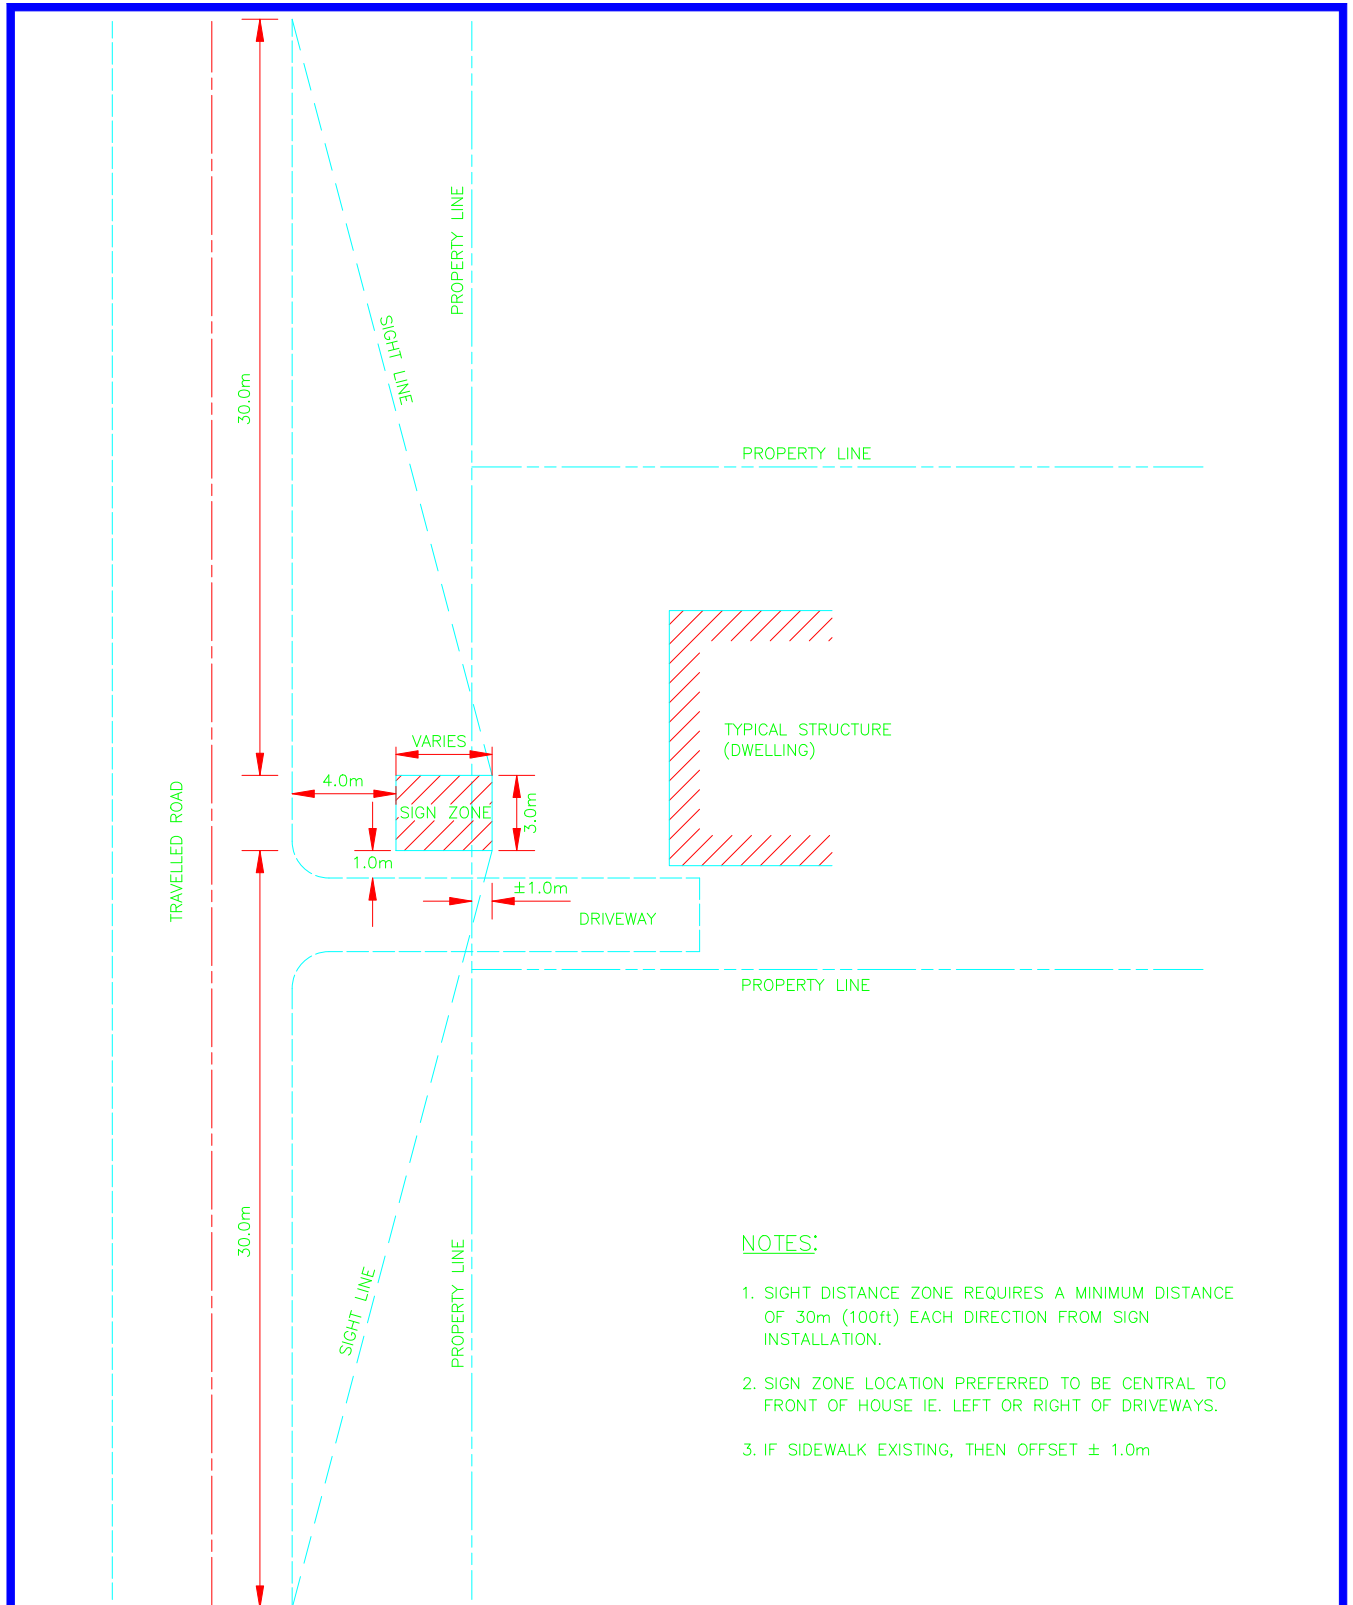 PROPERTY LINE
SIGHT LINE
30.0m
PROPERTY LINE
TYPICAL STRUCTURE
(DWELLING)
VARIES
4.0m
SIGN ZONE
3.0m
1.0m
±1.0m
TRAVELLED ROAD
DRIVEWAY
PROPERTY LINE
30.0m
SIGHT LINE
PROPERTY LINE
NOTES:
1. SIGHT DISTANCE ZONE REQUIRES A MINIMUM DISTANCE
OF 30m (100ft) EACH DIRECTION FROM SIGN
INSTALLATION.
2. SIGN ZONE LOCATION PREFERRED TO BE CENTRAL TO
FRONT OF HOUSE IE. LEFT OR RIGHT OF DRIVEWAYS.
3. IF SIDEWALK EXISTING, THEN OFFSET ± 1.0m